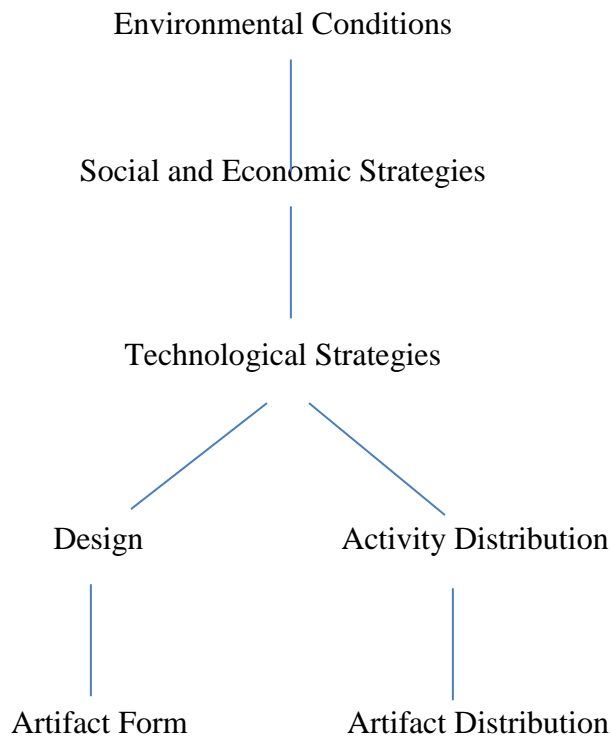 Environmental Conditions
Social and Economic Strategies
Technological Strategies
Design
Activity Distribution
Artifact Form
Artifact Distribution